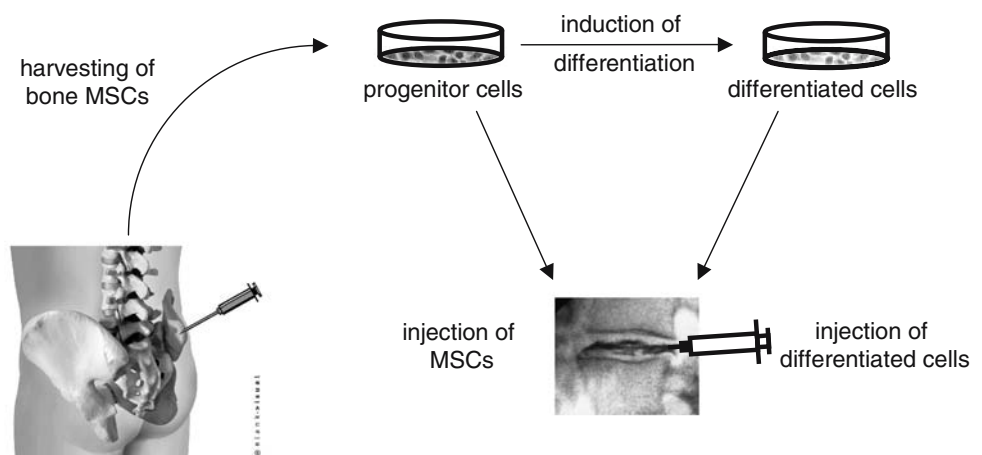 harvesting of
bone MSCs
progenitor cells
induction of
differentiation
differentiated cells
injection of
MSCs
injection of
differentiated cells